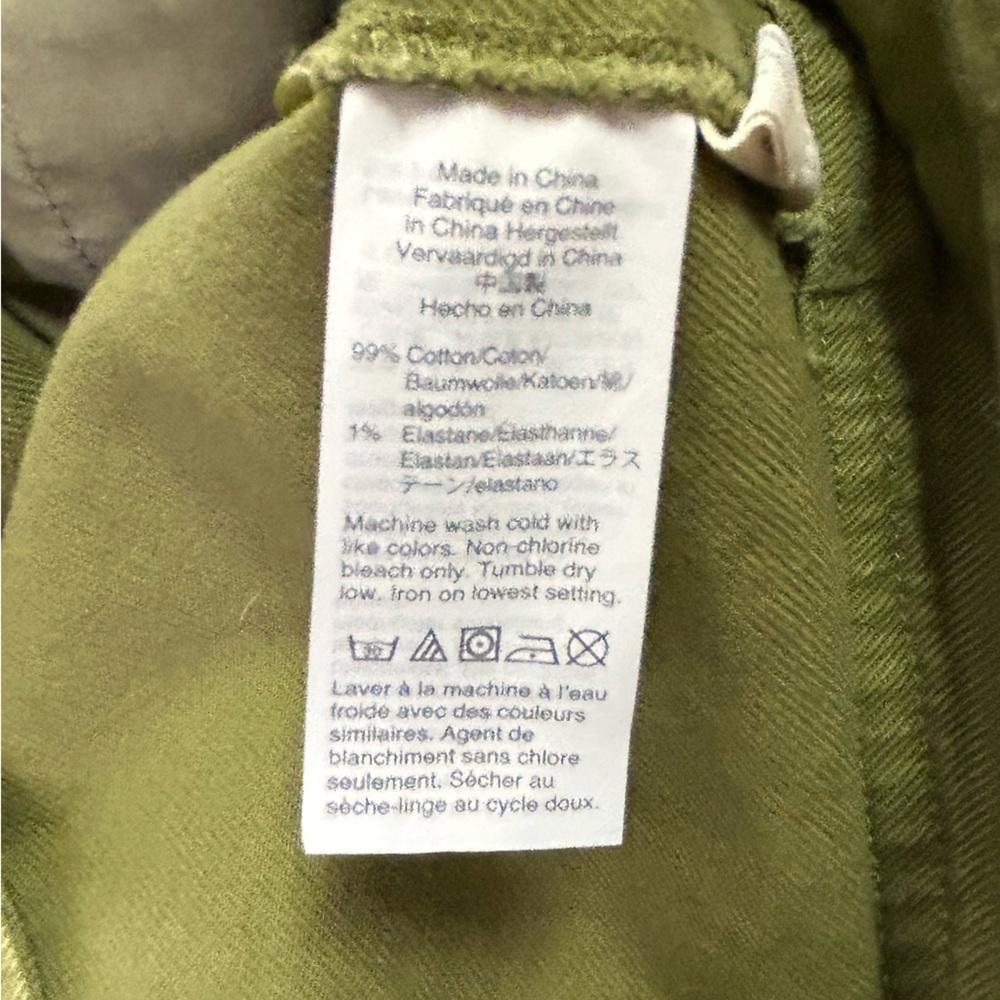 Made in China
Fabriqué en Chine
in China Hergestellt
Vervaardigd in China
中国製
Hecho en China
99% Cotton/Coton/
Baumwolle/Katoen/綿/
algodón
1% Elastane/Elasthanne/
Elastan/Elastaan/エラス
テーン/elastano
Machine wash cold with
like colors. Non-chlorine
bleach only. Tumble dry
low. Iron on lowest setting.
30
Laver à la machine à l'eau
froide avec des couleurs
similaires. Agent de
blanchiment sans chlore
seulement. Sécher au
sèche-linge au cycle doux.